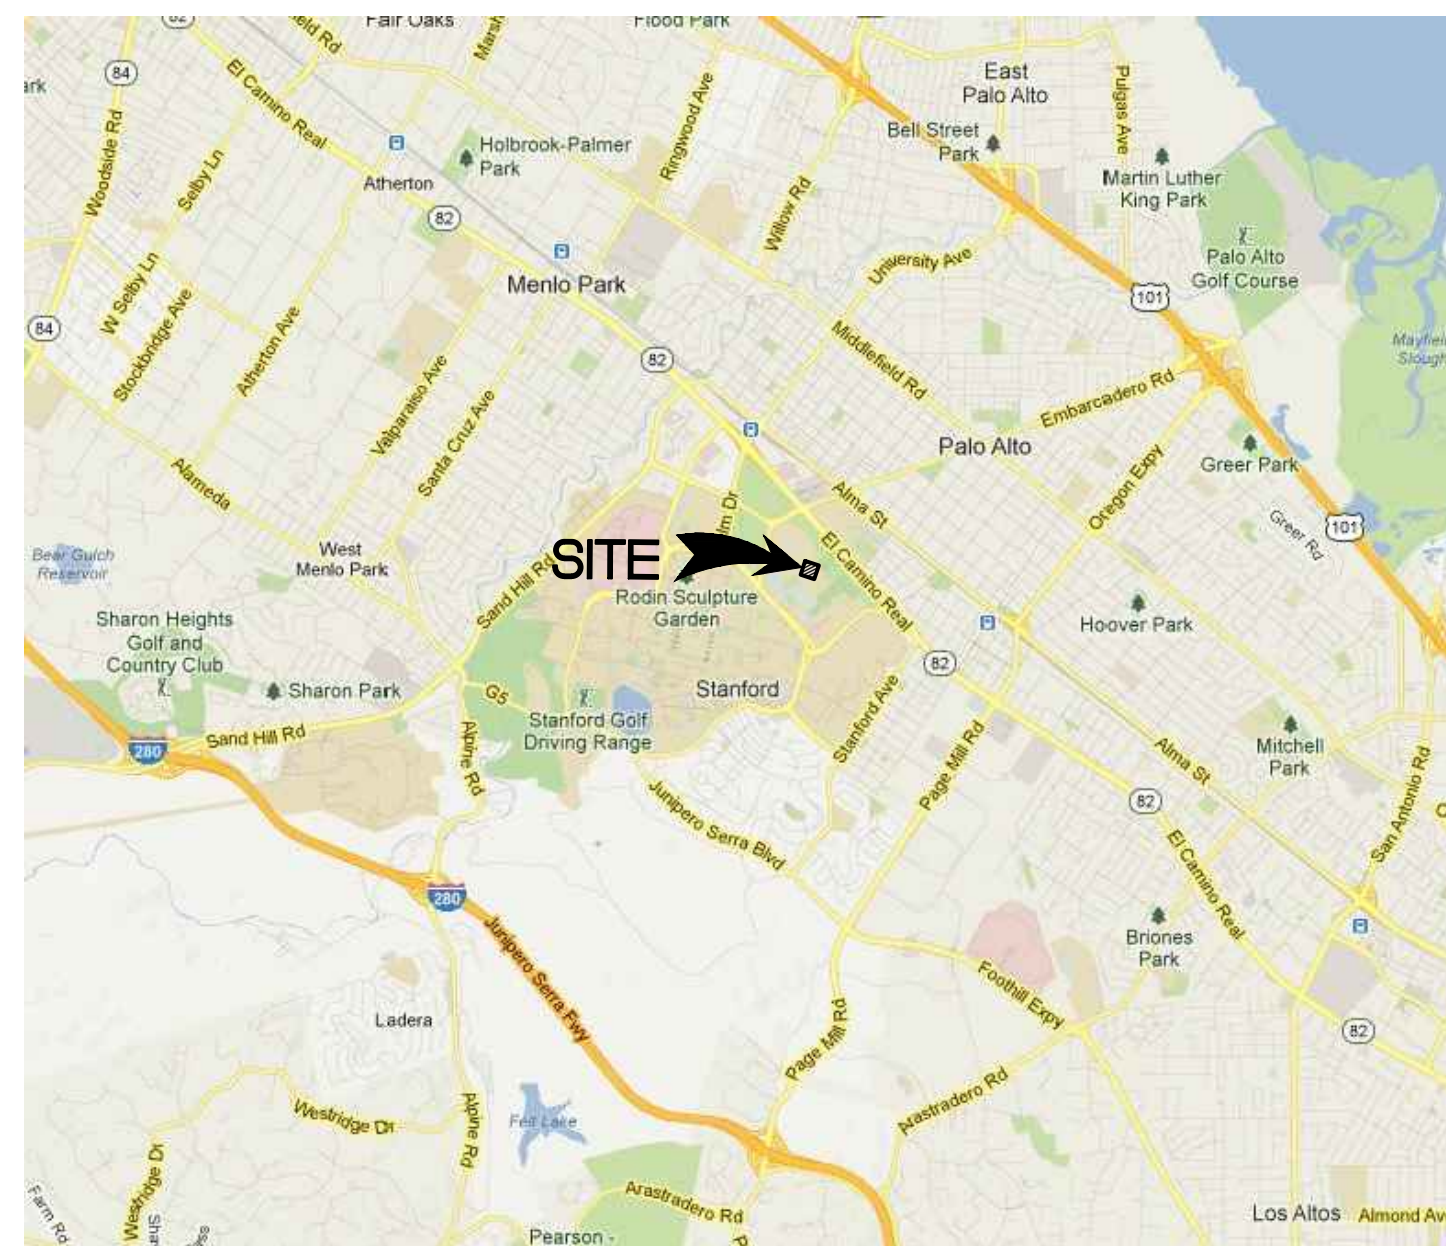 82
Fair Oaks
Flood Park
84
El Camino Real
East
Palo Alto
Pulgas Ave
Ringwood Ave
Bell Street
Park
Holbrook-Palmer
Park
Woodside Rd
Selby Ln
Atherton
82
Willow Rd
Martin Luther
King Park
Palo Alto
Golf Course
University Ave
Menlo Park
101
W Selby Ln
Stockbridge Ave
Atherton Ave
84
82
Middlefield Rd
Valparaiso Ave
Santa Cruz Ave
Embarcadero Rd
Palo Alto
Greer Park
Alameda
Alma St
Oregon Expy
Greer Rd
101
Bear Gulch
Reservoir
West
Menlo Park
Sand Hill Rd
SITE
El Camino Real
Rodin Sculpture
Garden
Hoover Park
Sharon Heights
Golf and
Country Club
82
Sharon Park
G5
Stanford
Stanford Ave
Stanford Golf
Driving Range
Sand Hill Rd
280
Alpine Rd
Page Mill Rd
Mitchell
Park
Alma St
San Antonio Rd
Junipero Serra Blvd
82
El Camino Real
280
Junipero Serra Fwy
Briones
Park
Foothill Expy
Ladera
Page Mill Rd
82
Westridge Dr
Alpine Rd
Felt Lake
Arastradero Rd
Westridge Dr
Farm Rd
Arastradero Rd
Los Altos
Almond Av
Pearson -